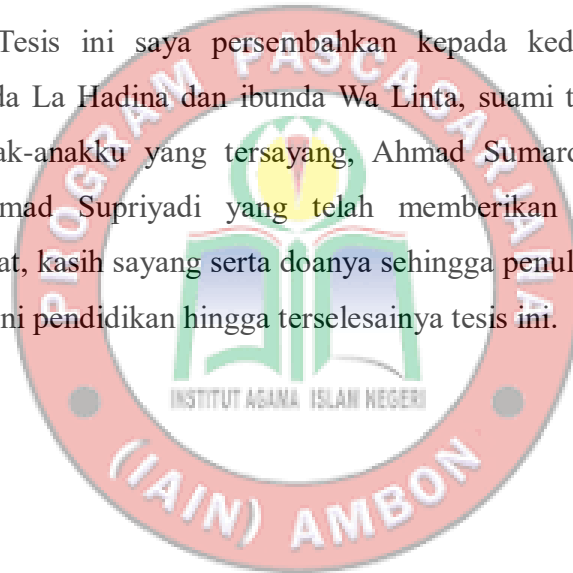 Tesis ini saya persembahkan kepada ked
da La Hadina dan ibunda Wa Linta, suami t
ak-anakku yang tersayang, Ahmad Sumard
mad Supriyadi yang telah memberikan
at, kasih sayang serta doanya sehingga penul
ni pendidikan hingga terselesainya tesis ini.
PROGRAM PASCASARJANA
INSTITUT AGAMA ISLAM NEGERI
(IAIN) AMBON